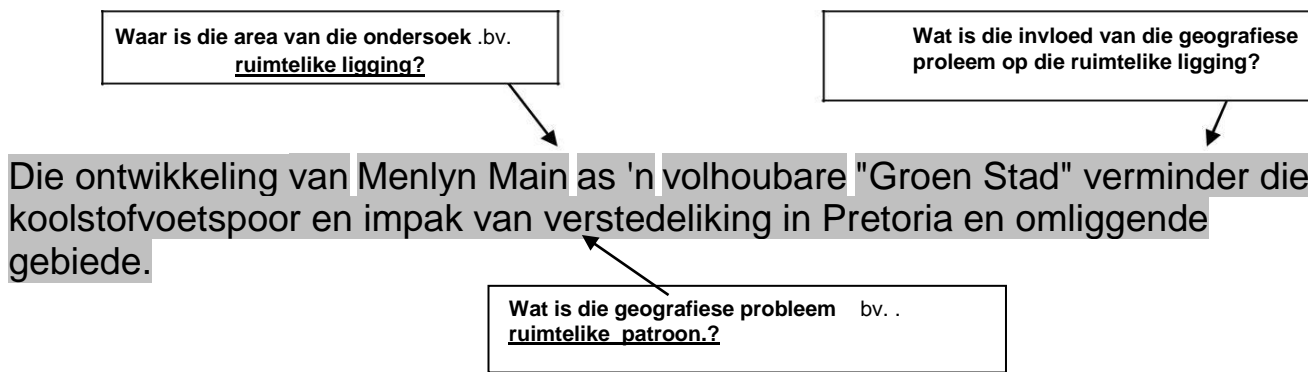 Waar is die area van die ondersoek .bv.
ruimtelike ligging?
Wat is die invloed van die geografiese
proleem op die ruimtelike ligging?
Die ontwikkeling van Menlyn Main as 'n volhoubare "Groen Stad" verminder die
koolstofvoetspoor en impak van verstedeliking in Pretoria en omliggende
gebiede.
Wat is die geografiese probleem bv. .
ruimtelike patroon.?